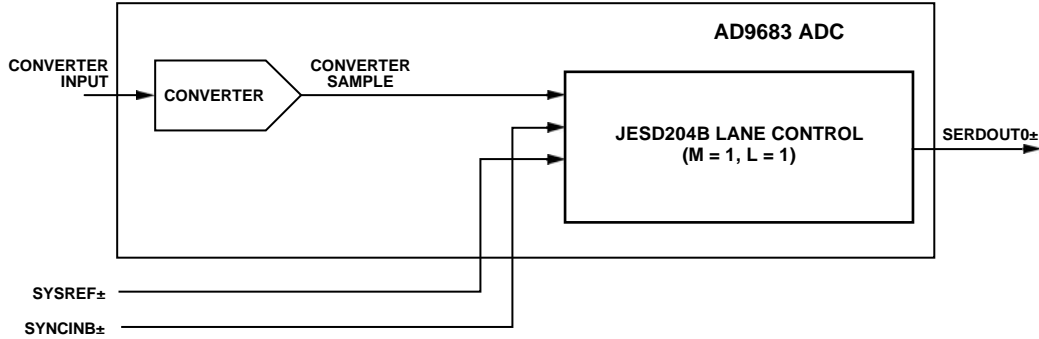 AD9683 ADC
CONVERTER
INPUT
CONVERTER
CONVERTER
SAMPLE
JESD204B LANE CONTROL
(M = 1, L = 1)
SERDOUT0±
SYSREF±
SYNCINB±